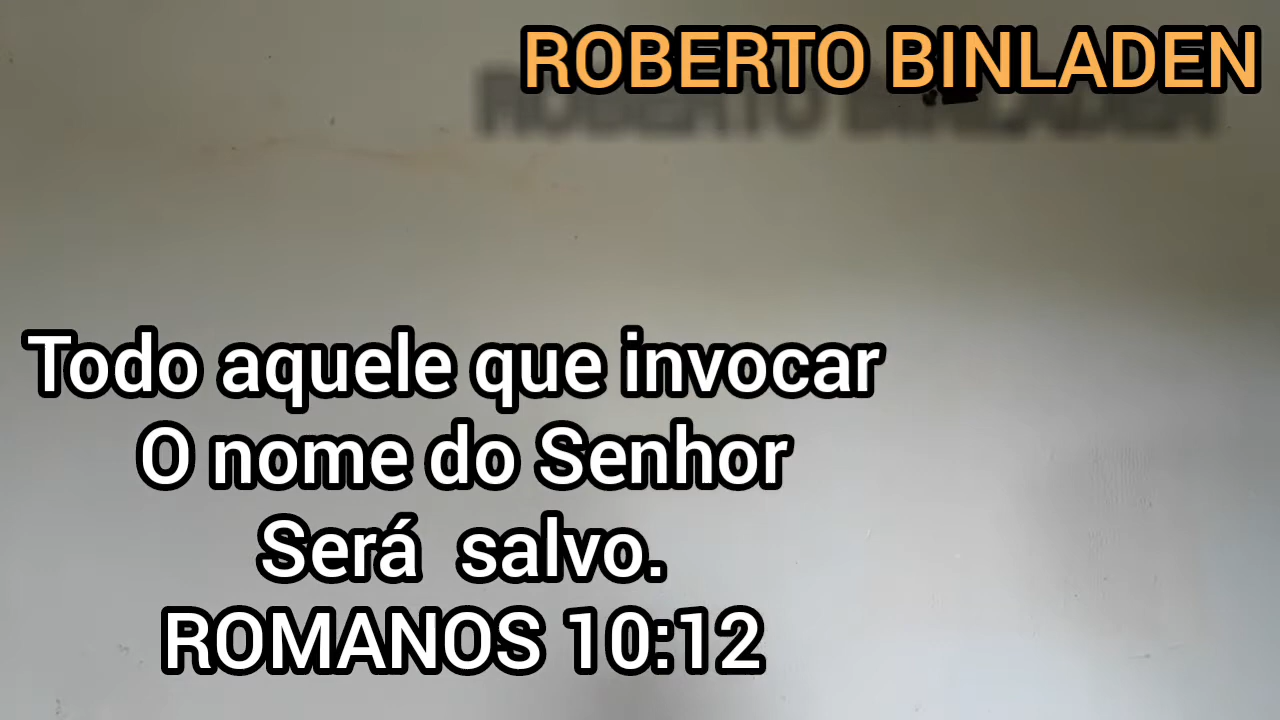 ROBERTO BINLADEN
Todo aquele que invocar
O nome do Senhor
Será salvo.
ROMANOS 10:12